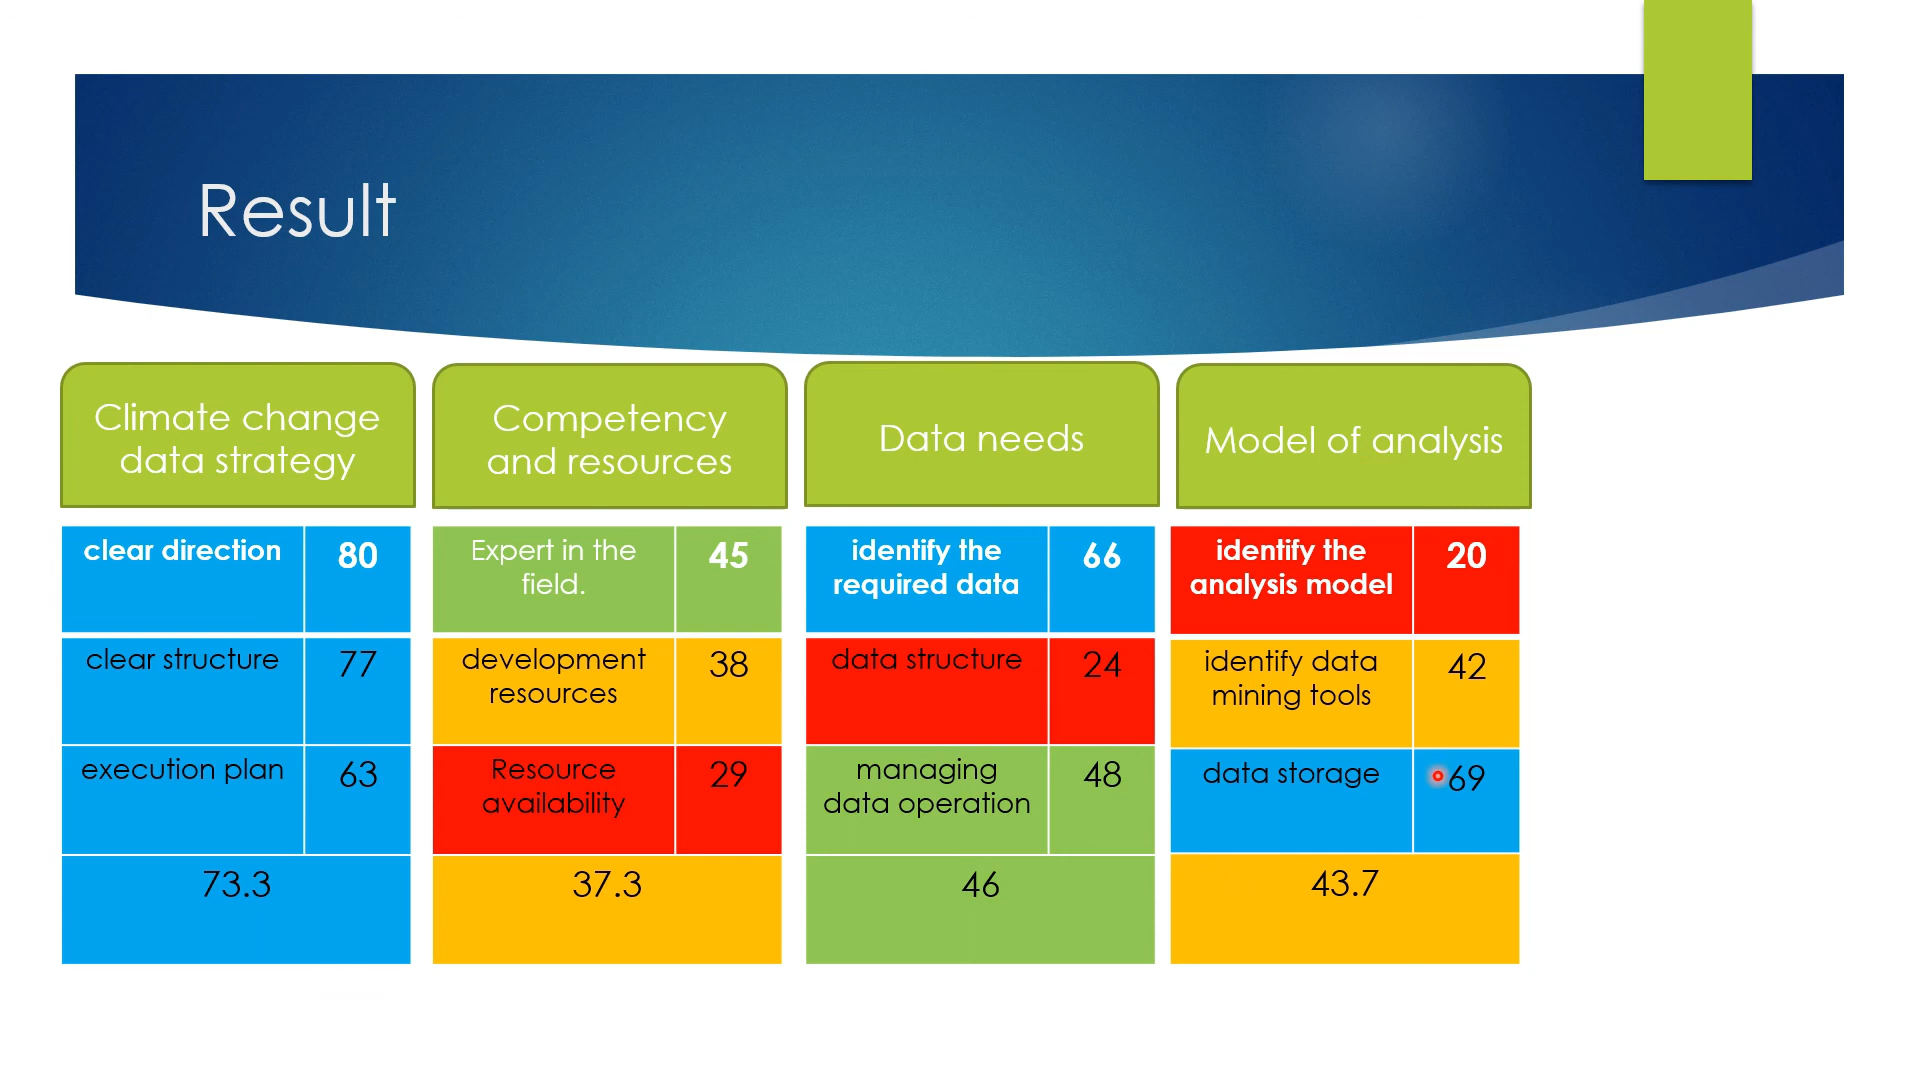 Result
Climate change
data strategy
clear direction 80
clear structure 77
execution plan 63
73.3
Competency
and resources
Expert in the
field.
45
development
resources
38
Resource
availability
29
37.3
Data needs
identify the
required data
66
data structure 24
managing
data operation
48
46
Model of analysis
identify the
analysis model
20
identify data
mining tools
42
data storage 69
43.7